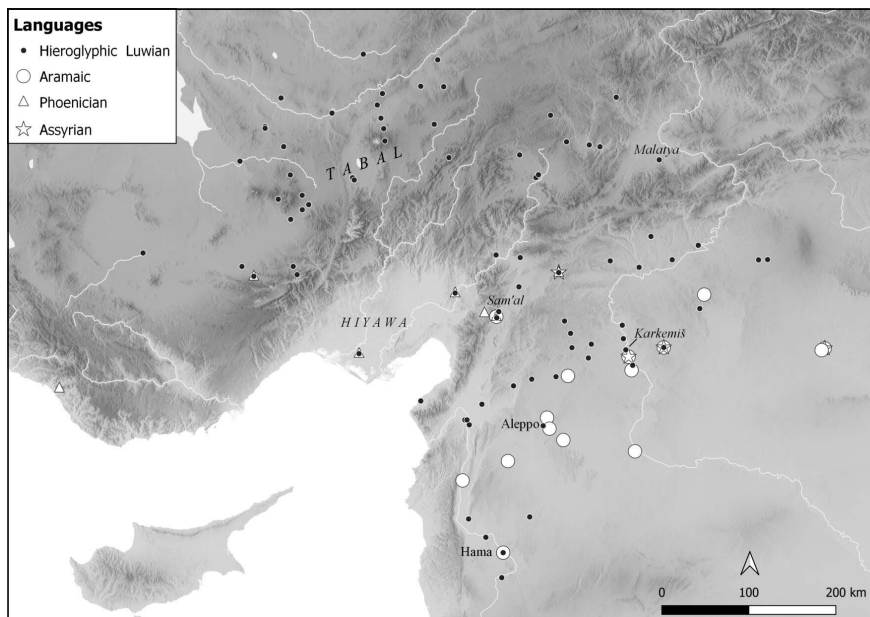 Languages
Hieroglyphic Luwian
Aramaic
Phoenician
Assyrian
TABAL
Malatya
HIYAWA
Sam'al
Karkemiš
Aleppo
Hama
0 100 200 km